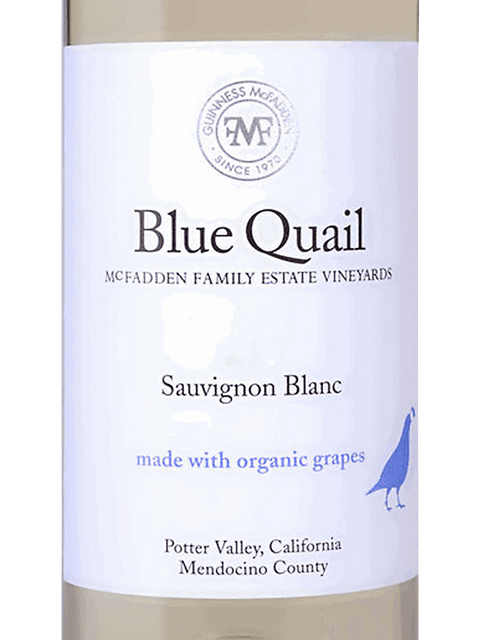 GUINNESS McFADDEN
FMF
· SINCE 1970 ·
Blue Quail
McFADDEN FAMILY ESTATE VINEYARDS
Sauvignon Blanc
made with organic grapes
Potter Valley, California
Mendocino County